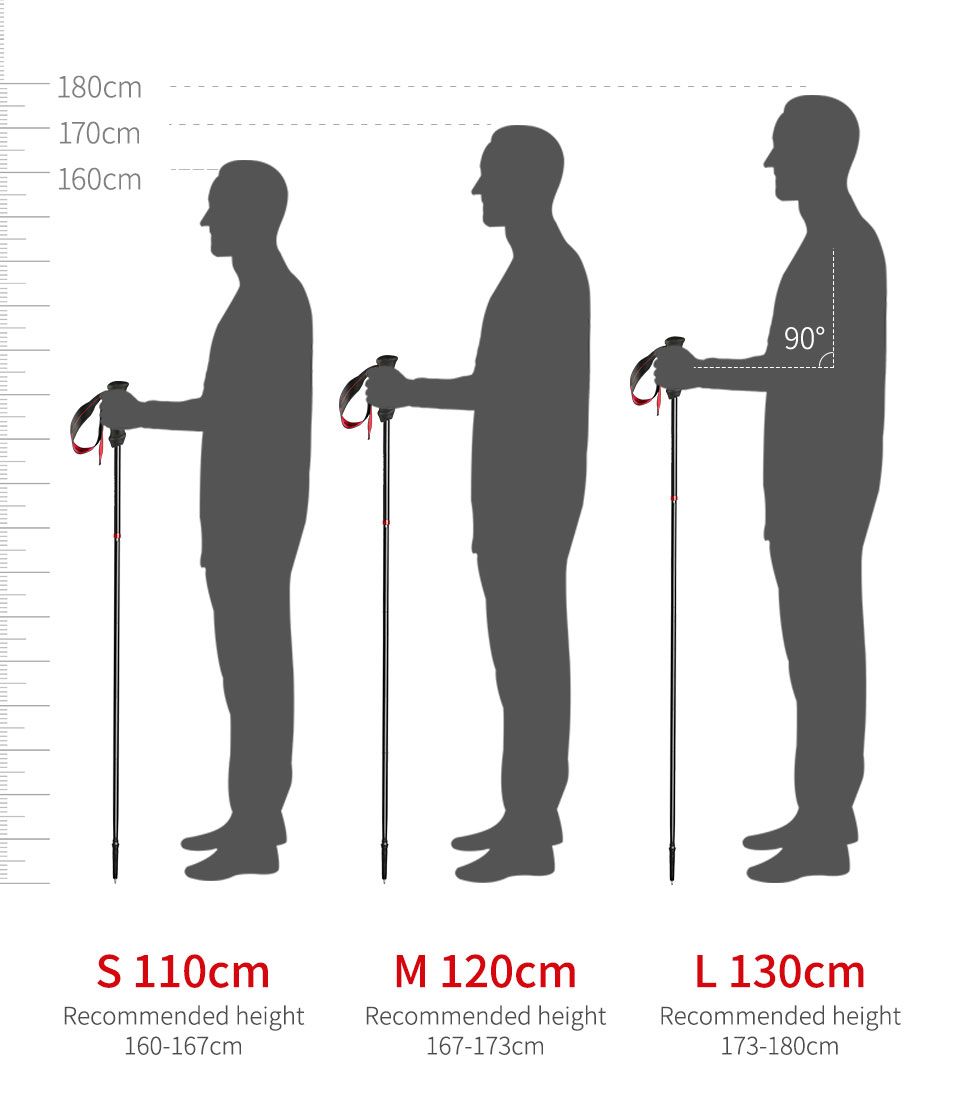 180cm
170cm
160cm
90°
S 110cm
Recommended height
160-167cm
M 120cm
Recommended height
167-173cm
L 130cm
Recommended height
173-180cm